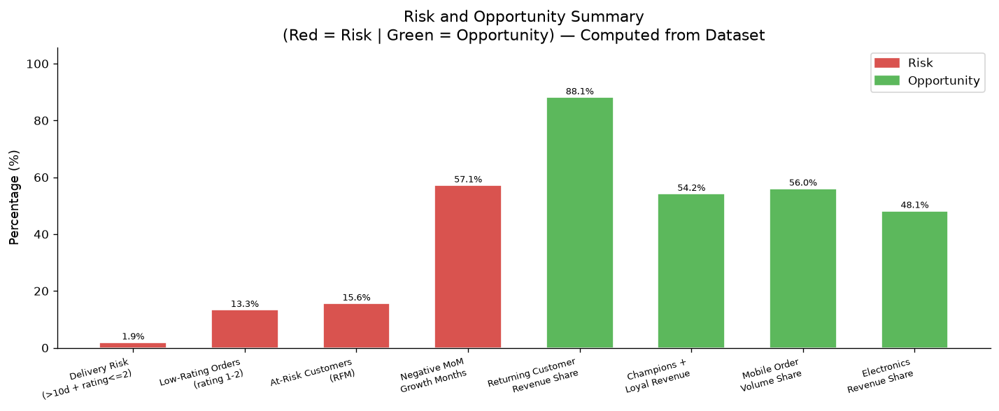 Risk and Opportunity Summary
(Red = Risk | Green = Opportunity) — Computed from Dataset
Percentage (%)
100
80
60
40
20
0
Risk
Opportunity
1.9%
13.3%
15.6%
57.1%
88.1%
54.2%
56.0%
48.1%
Delivery Risk
(>10d + rating<=2)
Low-Rating Orders
(rating 1-2)
At-Risk Customers
(RFM)
Negative MoM
Growth Months
Returning Customer
Revenue Share
Champions +
Loyal Revenue
Mobile Order
Volume Share
Electronics
Revenue Share